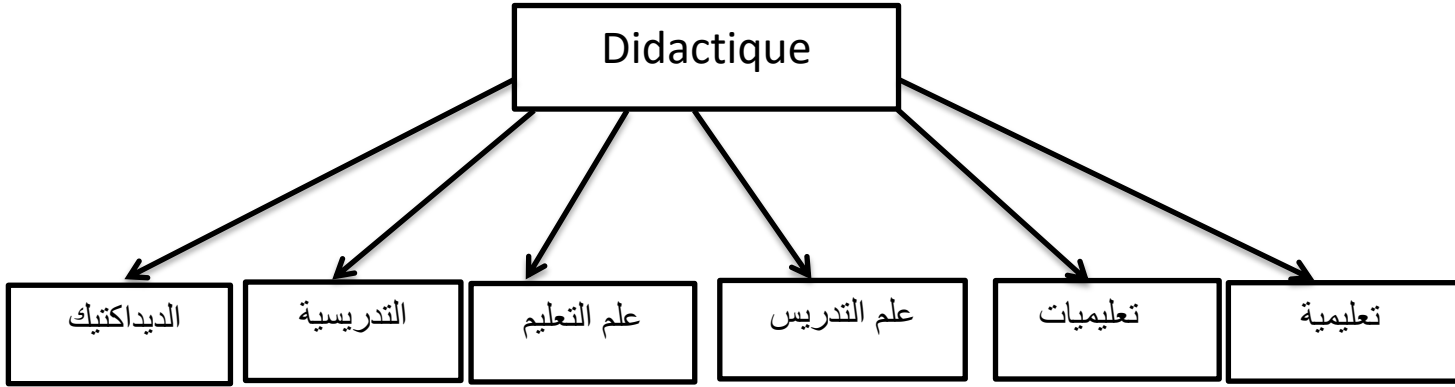 Didactique
تعليمية
تعليميات
علم التدريس
علم التعليم
التدريسية
الديداكتيك